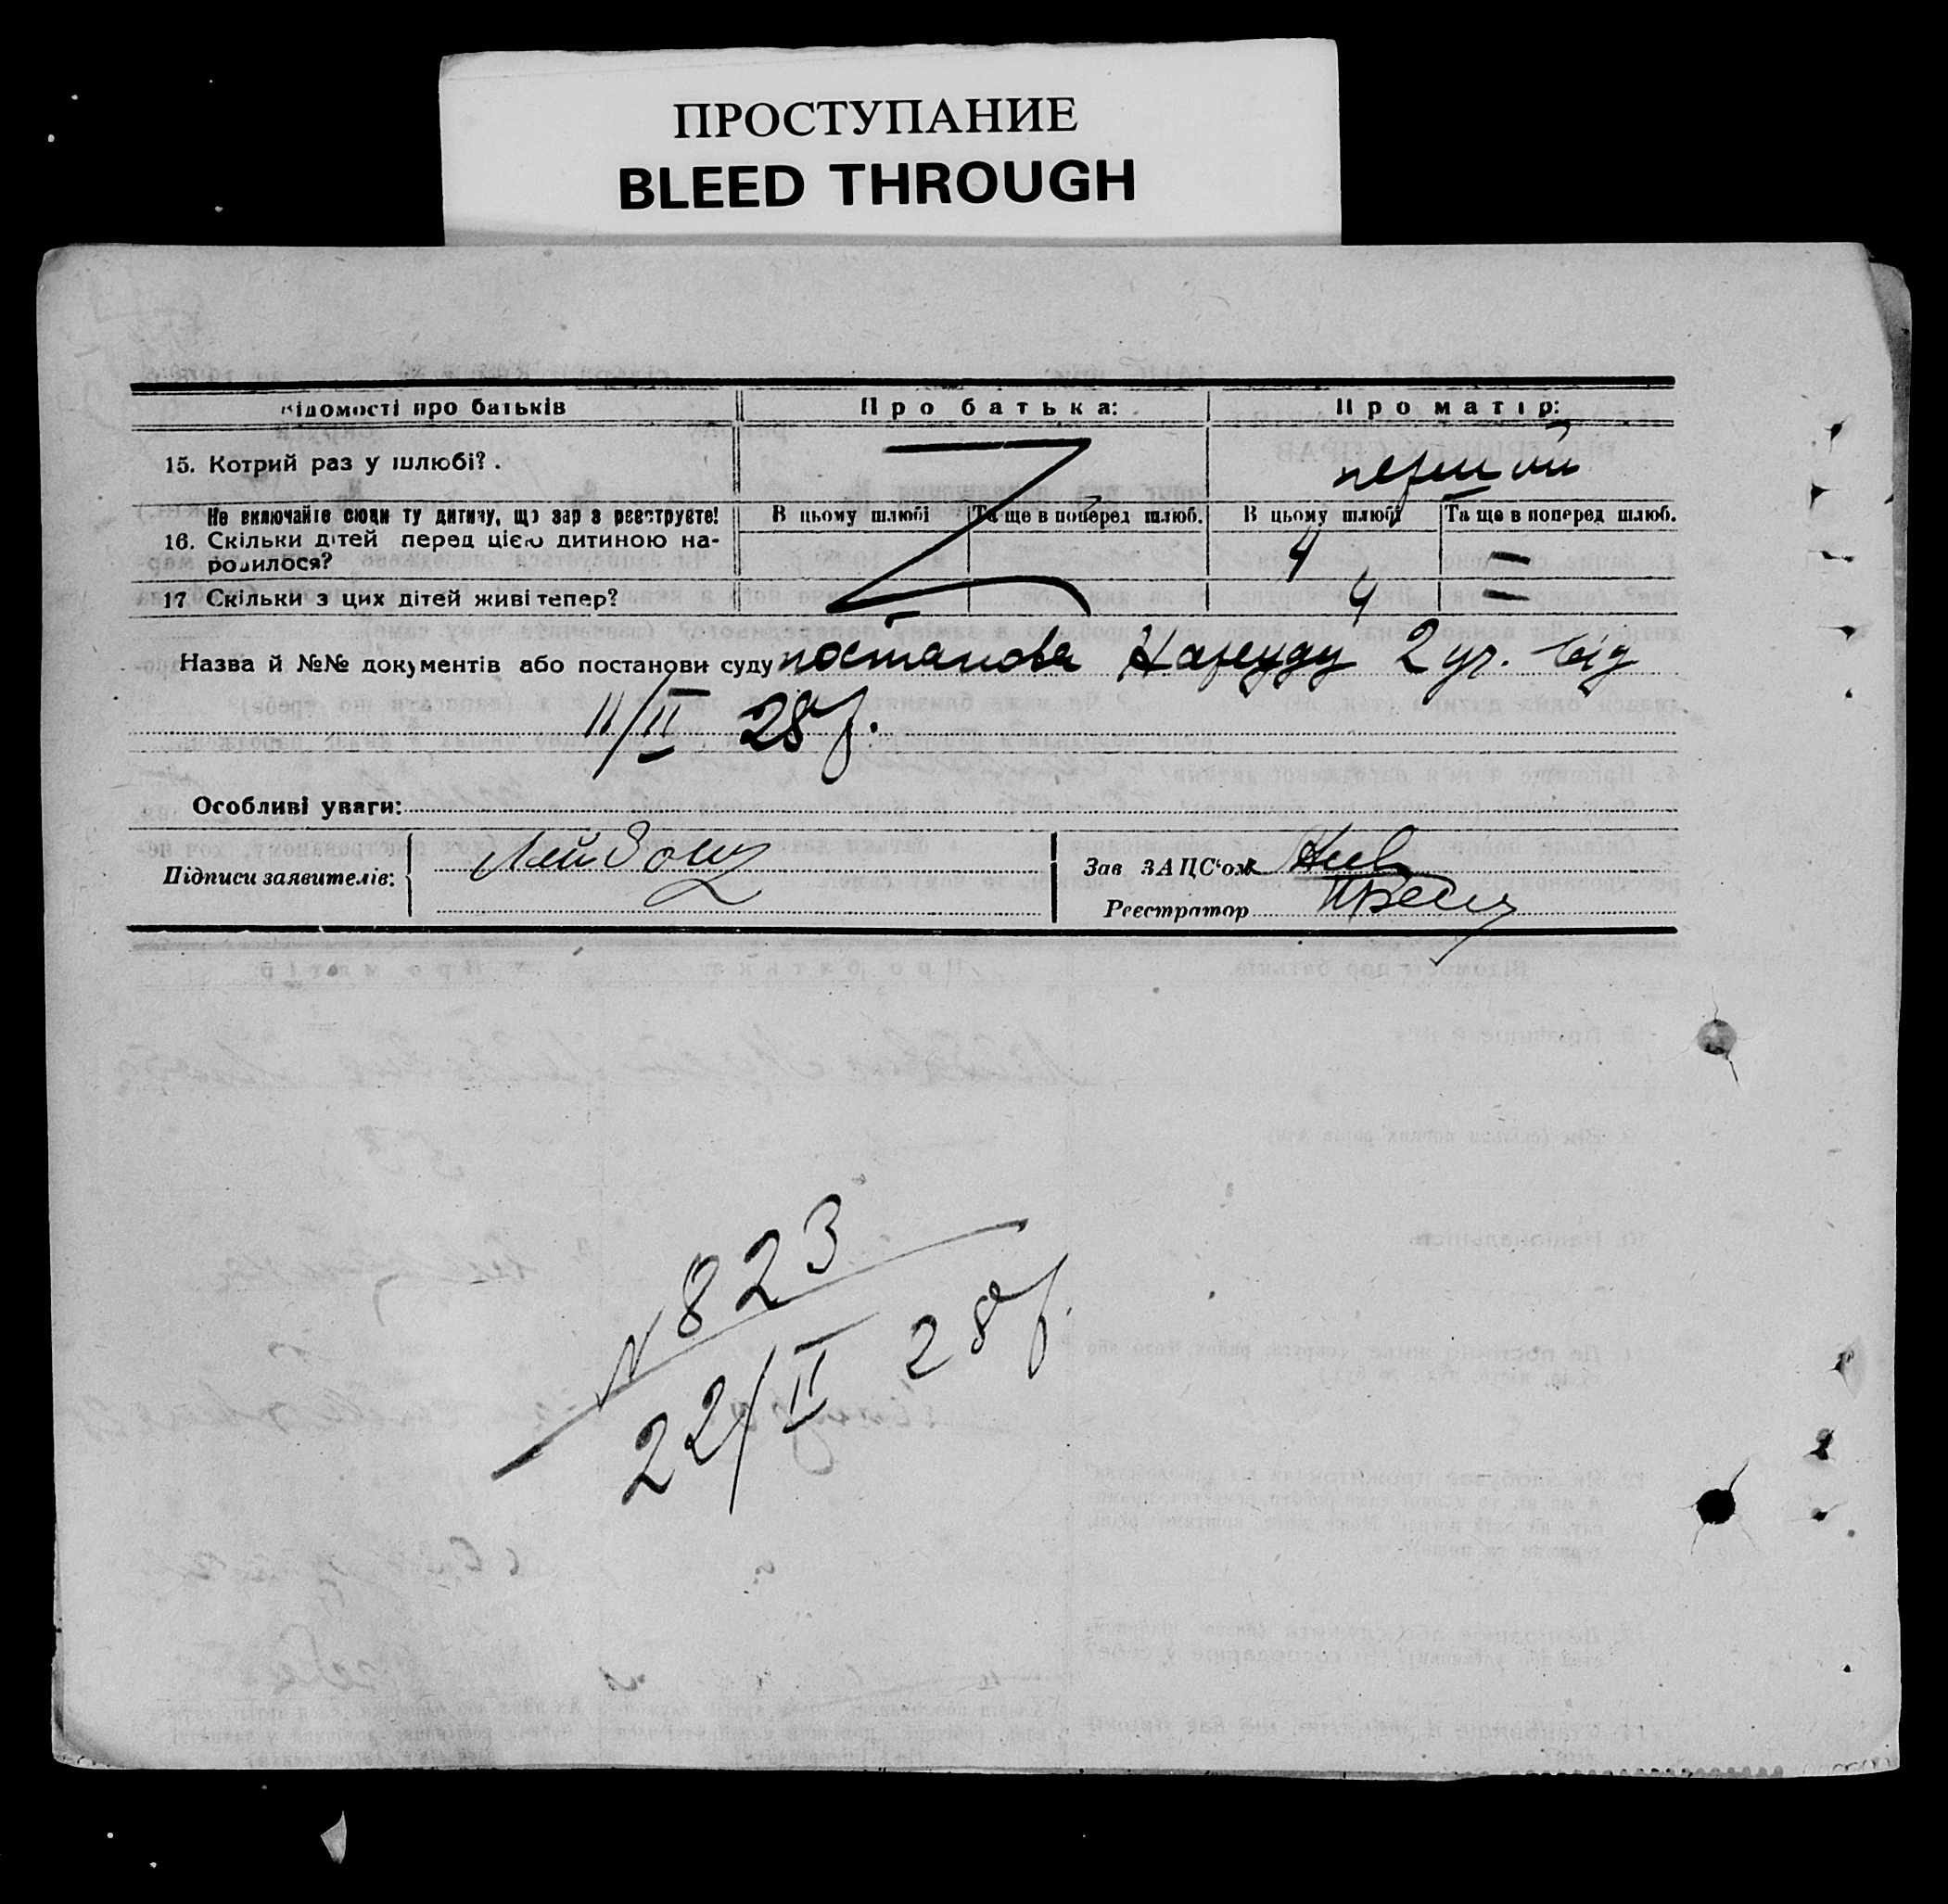 ПРОСТУПАНИЕ
BLEED THROUGH
Відомості про батьків
Про батька:
Про матір:
15. Котрий раз у шлюбі?
перший
Не включайте сюди ту дитину, що зараз реєструєте!
В цьому шлюбі
Та ще в поперед шлюб.
В цьому шлюбі
Та ще в поперед шлюб.
16. Скільки дітей перед цією дитиною на-
родилося?
4 —
17 Скільки з цих дітей живі тепер?
4 —
Назва й №№ документів або постанови суду постанова Нарсуду 2 уч. від
11/II 28 р.
Особливі уваги:
Підписи заявителів:
Зав ЗАЦС'ом
Реєстратор
N 823
22/II 28 р.